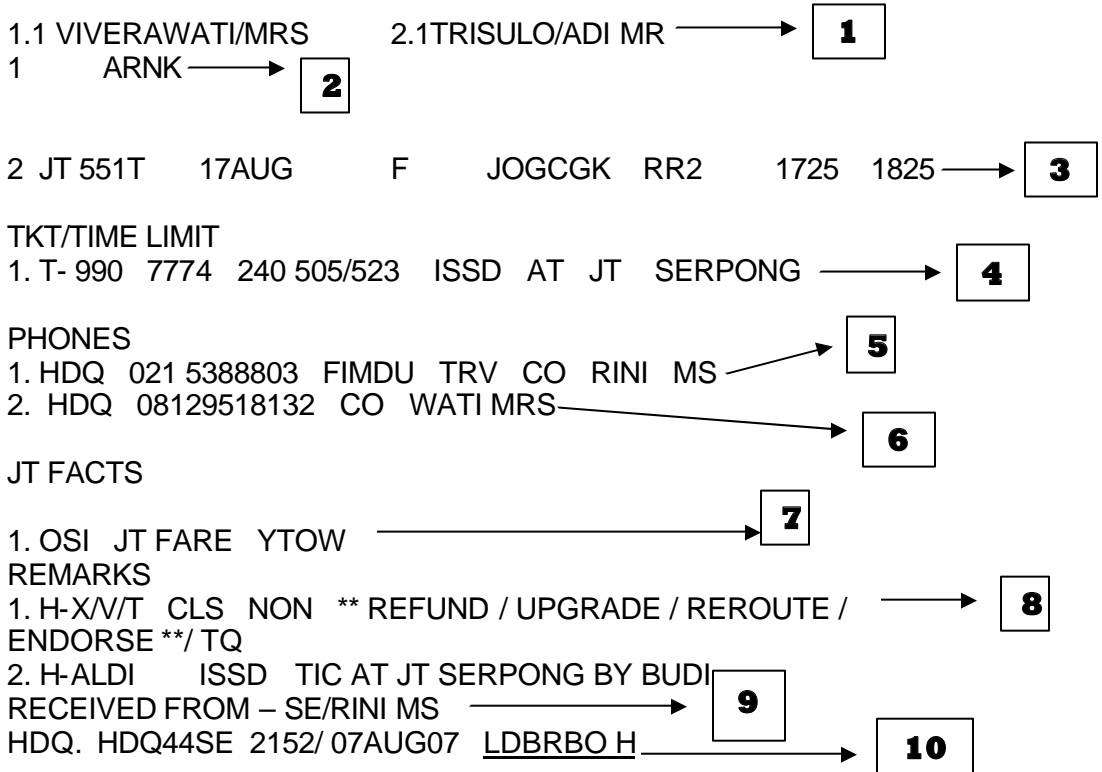 1.1 VIVERAWATI/MRS 2.1TRISULO/ADI MR 1
1 ARNK 2
2 JT 551T 17AUG F JOGCGK RR2 1725 1825 3
TKT/TIME LIMIT
1. T- 990 7774 240 505/523 ISSD AT JT SERPONG 4
PHONES 5
1. HDQ 021 5388803 FIMDU TRV CO RINI MS
2. HDQ 08129518132 CO WATI MRS 6
JT FACTS
1. OSI JT FARE YTOW 7
REMARKS
1. H-X/V/T CLS NON ** REFUND / UPGRADE / REROUTE / 8
ENDORSE **/ TQ
2. H-ALDI ISSD TIC AT JT SERPONG BY BUDI
RECEIVED FROM – SE/RINI MS 9
HDQ. HDQ44SE 2152/ 07AUG07 LDBRBO H 10